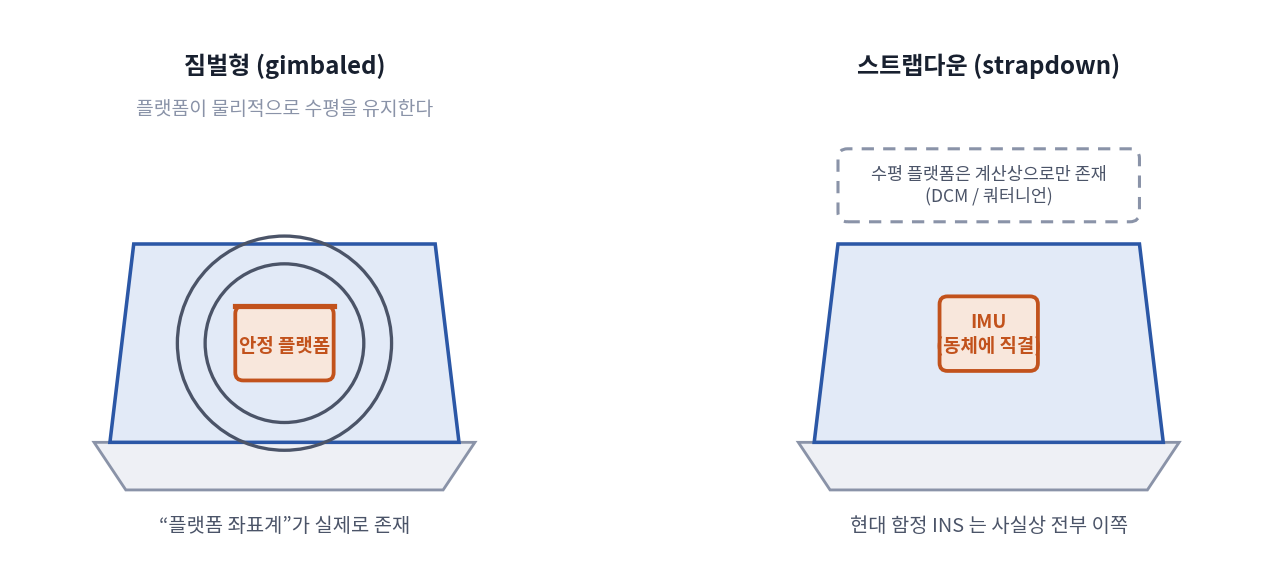 짐벌형 (gimbaled)
플랫폼이 물리적으로 수평을 유지한다
안정 플랫폼
“플랫폼 좌표계”가 실제로 존재
스트랩다운 (strapdown)
수평 플랫폼은 계산상으로만 존재
(DCM / 쿼터니언)
IMU
(동체에 직결)
현대 함정 INS 는 사실상 전부 이쪽